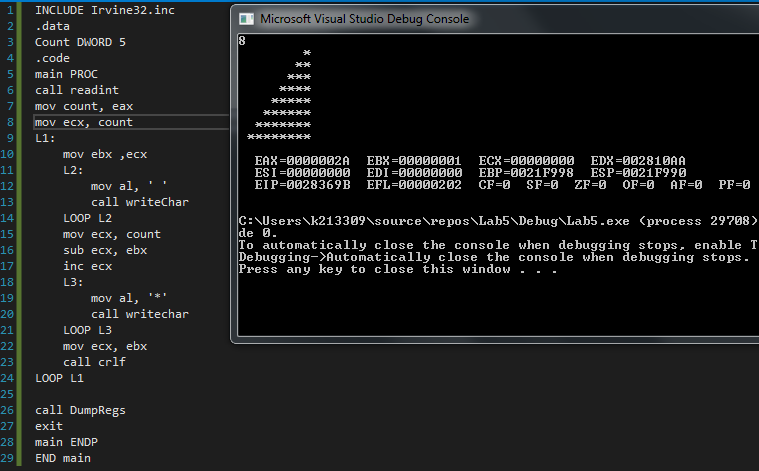 1 INCLUDE Irvine32.inc
2 .data
3 Count DWORD 5
4 .code
5 main PROC
6 call readint
7 mov count, eax
8 mov ecx, count
9 L1:
10 mov ebx ,ecx
11 L2:
12 mov al, ' '
13 call writeChar
14 LOOP L2
15 mov ecx, count
16 sub ecx, ebx
17 inc ecx
18 L3:
19 mov al, '*'
20 call writechar
21 LOOP L3
22 mov ecx, ebx
23 call crlf
24 LOOP L1
25
26 call DumpRegs
27 exit
28 main ENDP
29 END main
Microsoft Visual Studio Debug Console
8
*
**
***
****
*****
******
*******
********
EAX=0000002A EBX=00000001 ECX=00000000 EDX=002810AA
ESI=00000000 EDI=00000000 EBP=0021F998 ESP=0021F990
EIP=0028369B EFL=00000202 CF=0 SF=0 ZF=0 OF=0 AF=0 PF=0
C:\Users\k213309\source\repos\Lab5\Debug\Lab5.exe (process 29708)
de 0.
To automatically close the console when debugging stops, enable T
Debugging->Automatically close the console when debugging stops.
Press any key to close this window . . .